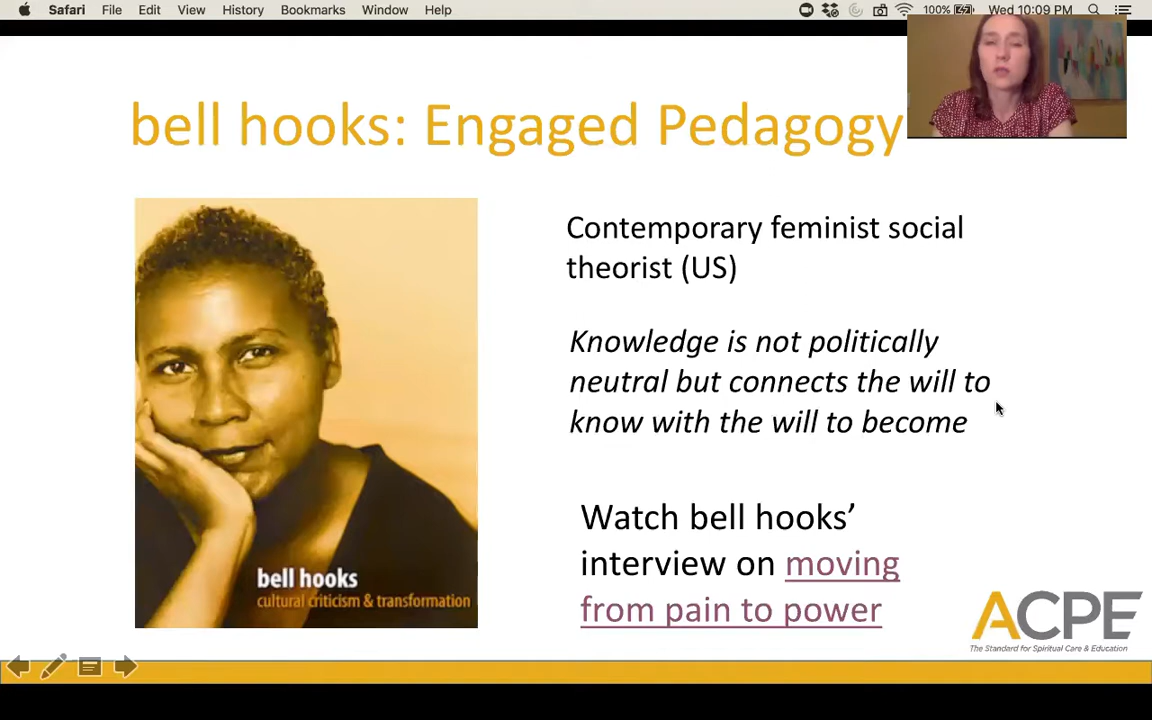 Safari File Edit View History Bookmarks Window Help 100% Wed 10:09 PM
bell hooks: Engaged Pedagogy
Contemporary feminist social
theorist (US)
Knowledge is not politically
neutral but connects the will to
know with the will to become
Watch bell hooks’
interview on moving
from pain to power
bell hooks
cultural criticism & transformation
ACPE
The Standard for Spiritual Care & Education